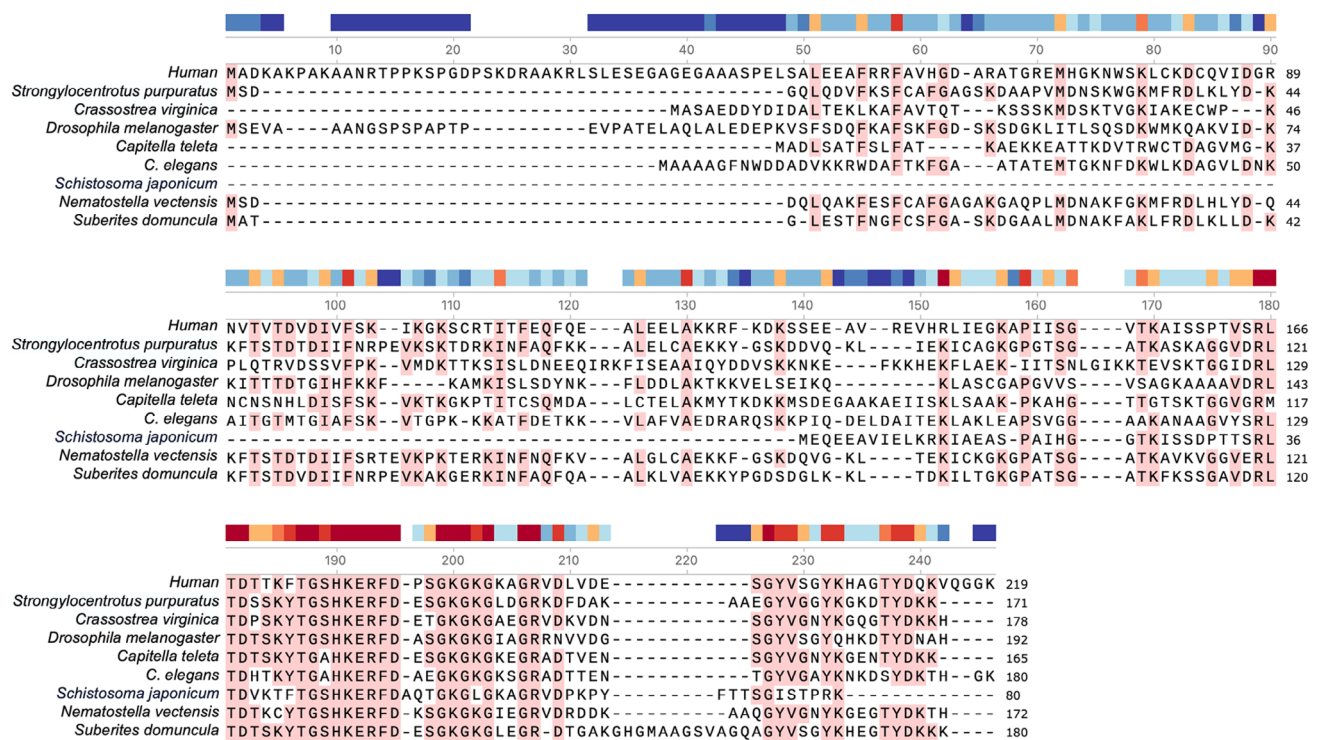 10 20 30 40 50 60 70 80 90
Human MADKAKPAKAANRTPPKSPGDPSKDRAAKRLSLESEGAGEGAAASPELSALEEAFRRFAVHGD-ARATGREMHGKNWSKLCKDCQVIDGR 89
Strongylocentrotus purpuratus MSD---------------------------------------------GQLQDVFKSFCAFGAGSKDAAPVMDNSKWGKMFRDLKLYD-K 44
Crassostrea virginica --------------------------------------MASAEDDYDIDALTEKLKAFAVTQT---KSSSKMDSKTVGKIAKECWP---K 46
Drosophila melanogaster MSEVA----AANGSPSPAPTP----------EVPATELAQLALEDEPKVSFSDQFKAFSKFGD-SKSDGKLITLSQSDKWMKQAKVID-K 74
Capitella teleta -----------------------------------------------MADLSATFSLFAT-----KAEKKEATTKDVTRWCTDAGVMG-K 37
C. elegans -------------------------------------MAAAAGFNWDDADVKKRWDAFTKFGA---ATATEMTGKNFDKWLKDAGVLDNK 50
Schistosoma japonicum ------------------------------------------------------------------------------------------
Nematostella vectensis MSD---------------------------------------------DQLQAKFESFCAFGAGAKGAQPLMDNAKFGKMFRDLHLYD-Q 44
Suberites domuncula MAT---------------------------------------------G-LESTFNGFCSFGA-SKDGAALMDNAKFAKLFRDLKLLD-K 42
100 110 120 130 140 150 160 170 180
Human NVTVTDVDIVFSK--IKGKSCRTITFEQFQE---ALEELAKKRF-KDKSSEE-AV--REVHRLIEGKAPIISG----VTKAISSPTVSRL 166
Strongylocentrotus purpuratus KFTSTDTDIIFNRPEVKSKTDRKINFAQFKK---ALELCAEKKY-GSKDDVQ-KL---IEKICAGKGPGTSG----ATKASKAGGVDRL 121
Crassostrea virginica PLQTRVDSSVFPK--VMDKTTKSISLDNEEQIRKFISEAAIQYDDVSKKNKE----FKKHEKFLAEK-IITSNLGIKKTEVSKTGGIDRL 129
Drosophila melanogaster KITTTDTGIHFKKF-----KAMKISLSDYNK---FLDDLAKTKKVELSEIKQ---------KLASCGAPGVVS----VSAGKAAAAVDRL 143
Capitella teleta NCNSNHLDISFSK--VKTKGKPTITCSQMDA---LCTELAKMYTKDKKMSDEGAAKAEIISKLSAAK-PKAHG----TTGTSKTGGVGRM 117
C. elegans AITGTMTGIAFSK--VTGPK-KKATFDETKK---VLAFVAEDRARQSKKPIQ-DELDAITEKLAKLEAPSVGG----AAKANAAGVYSRL 129
Schistosoma japonicum -------------------------------------------------MEQEEAVIELKRKIAEAS-PAIHG----GTKISSDPTTSRL 36
Nematostella vectensis KFTSTDTDIIFSRTEVKPKTERKINFNQFKV---ALGLCAEKKF-GSKDQVG-KL----TEKICKGKGPATSG----ATKAVKVGGVERL 121
Suberites domuncula KFTSTDVDIIFNRPEVKAKGERKINFAQFQA---ALKLVAEKKYPGDSDGLK-KL----TDKILTGKGPATSG----ATKFKSSGAVDRL 120
190 200 210 220 230 240
Human TDTTKFTGSHKERFD-PSGKGKGKAGRVDLVDE------------SGYVSGYKHAGTYDQKVQGGK 219
Strongylocentrotus purpuratus TDSSKYTGSHKERFD-ESGKGKGLDGRKDFDAK----------AAEGYVGGYKGKDTYDKK----- 171
Crassostrea virginica TDPSKYTGSHKERFD-ETGKGKGAEGRVDKVDN------------SGYVGNYKGQGTYDKKH---- 178
Drosophila melanogaster TDTSKYTGSHKERFD-ASGKGKGIAGRRNVVDG------------SGYVSGYQHKDTYDNAH---- 192
Capitella teleta TDTSKYTGAHKERFD-ESGKGKGKEGRADTVEN------------SGYVGNYKGENTYDKK----- 165
C. elegans TDHTKYTGAHKERFD-AEGKGKGAEGRADTTEN------------TGYVGAYKNKDSYDKTH--GK 180
Schistosoma japonicum TDVKTFTGSHKERFDAQTGKGLGKAGRVDPKPY---------FTTSGISTPRK------------- 80
Nematostella vectensis TDTKCYTGSHKERFD-KSGKGKGIEGRVDRDDK----------AAQGYVGNYKGEGTYDKTH---- 172
Suberites domuncula TDTSKYTGSHKERFD-ESGKGKGLEGR-DTGAKGHGMAAGSVAGQAGYVSGYKHEGTYDKKK---- 180